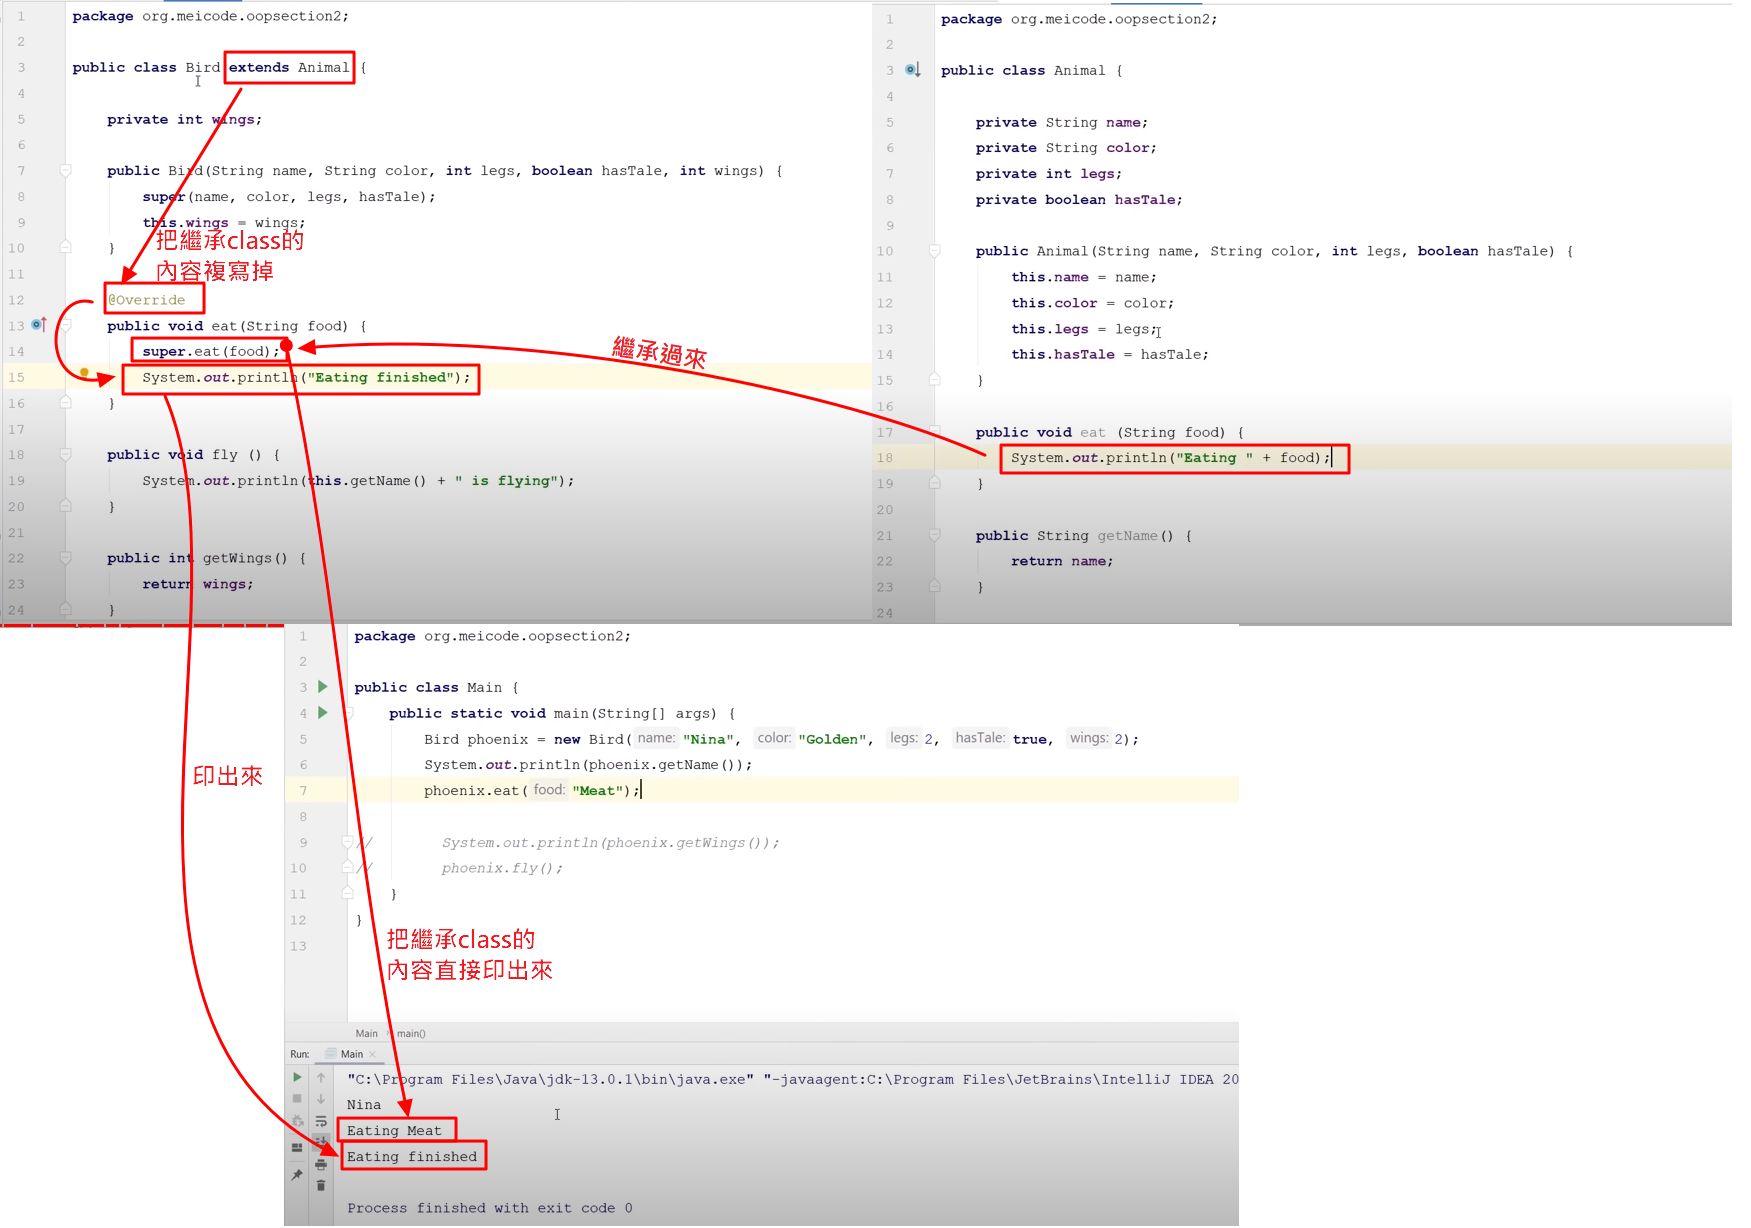 package org.meicode.oopsection2;
public class Bird extends Animal {
private int wings;
public Bird(String name, String color, int legs, boolean hasTale, int wings) {
super(name, color, legs, hasTale);
this.wings = wings;
}
把繼承class的
內容複寫掉
@Override
public void eat(String food) {
super.eat(food);
System.out.println("Eating finished");
}
public void fly () {
System.out.println(this.getName() + " is flying");
}
public int getWings() {
return wings;
}
1
2
3
4
5
6
7
8
9
10
11
12
13
14
15
16
17
18
19
20
21
22
23
24
package org.meicode.oopsection2;
public class Animal {
private String name;
private String color;
private int legs;
private boolean hasTale;
public Animal(String name, String color, int legs, boolean hasTale) {
this.name = name;
this.color = color;
this.legs = legs;
this.hasTale = hasTale;
}
繼承過來
public void eat (String food) {
System.out.println("Eating " + food);
}
public String getName() {
return name;
}
1
2
3
4
5
6
7
8
9
10
11
12
13
14
15
16
17
18
19
20
21
22
23
24
package org.meicode.oopsection2;
public class Main {
public static void main(String[] args) {
Bird phoenix = new Bird( name: "Nina", color: "Golden", legs: 2, hasTale: true, wings: 2);
System.out.println(phoenix.getName());
phoenix.eat( food: "Meat");
// System.out.println(phoenix.getWings());
// phoenix.fly();
}
}
1
2
3
4
5
6
7
8
9
10
11
12
13
印出來
把繼承class的
內容直接印出來
Main main()
Run: Main
"C:\Program Files\Java\jdk-13.0.1\bin\java.exe" "-javaagent:C:\Program Files\JetBrains\IntelliJ IDEA 20
Nina
Eating Meat
Eating finished
Process finished with exit code 0